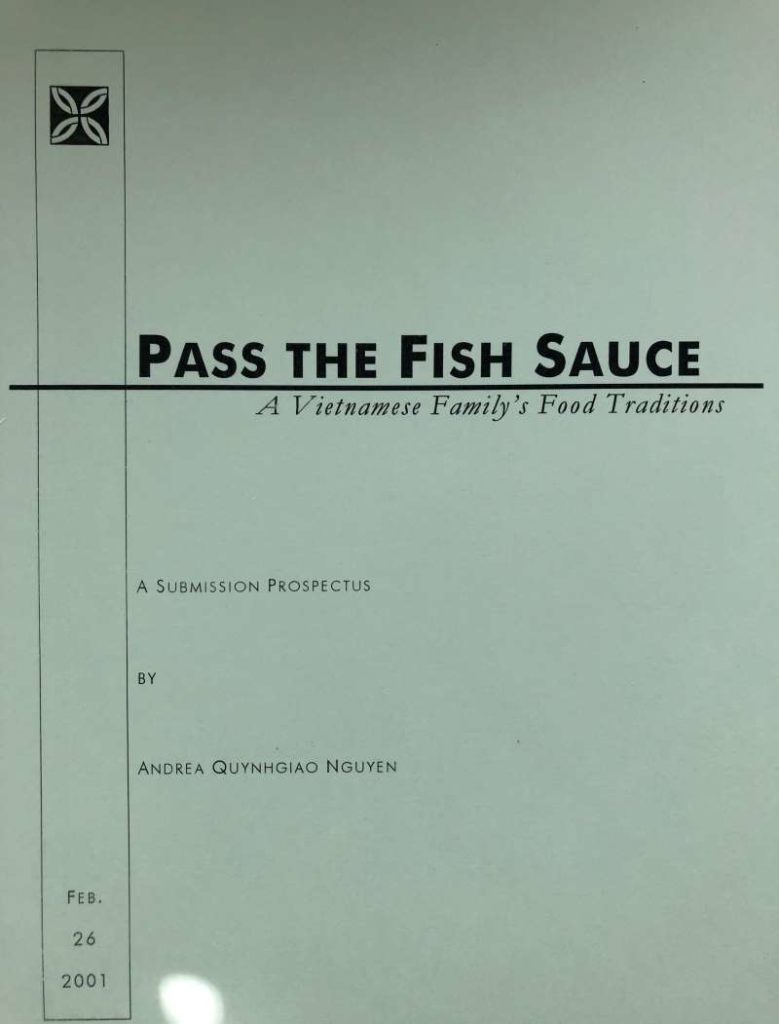 PASS THE FISH SAUCE
A Vietnamese Family's Food Traditions
A SUBMISSION PROSPECTUS
BY
ANDREA QUYNHGIAO NGUYEN
FEB.
26
2001